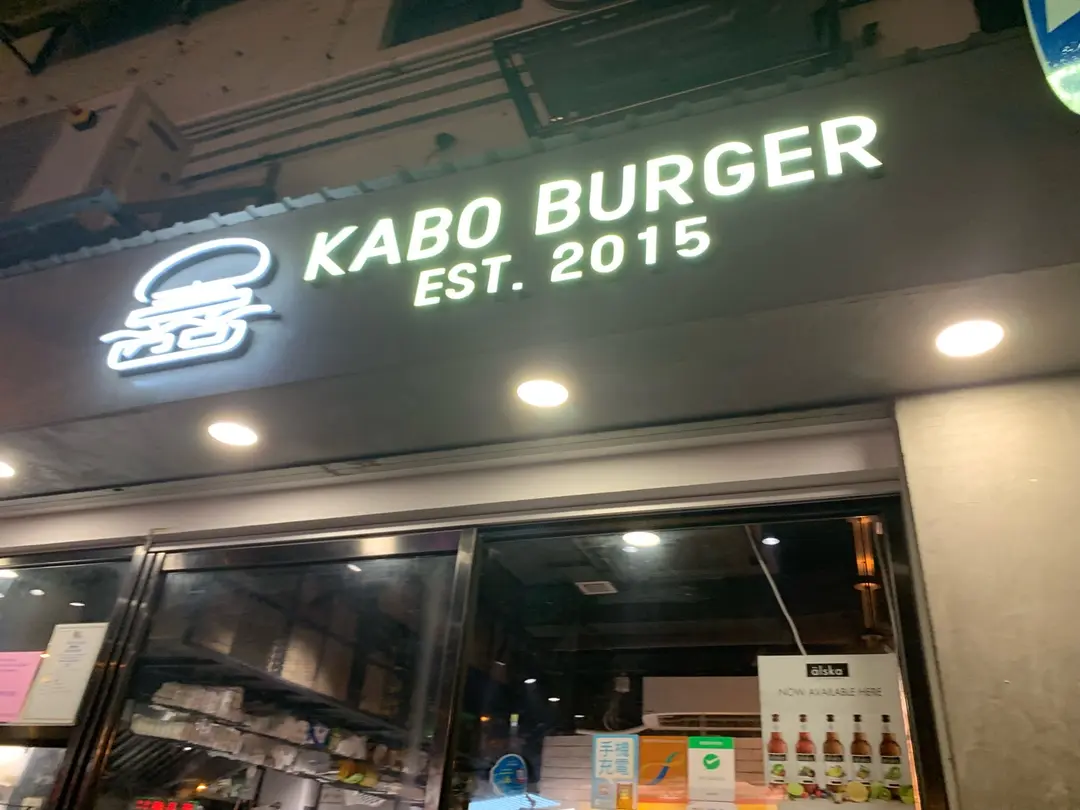 KABO BURGER
EST. 2015
älska
NOW AVAILABLE HERE
手機
充電